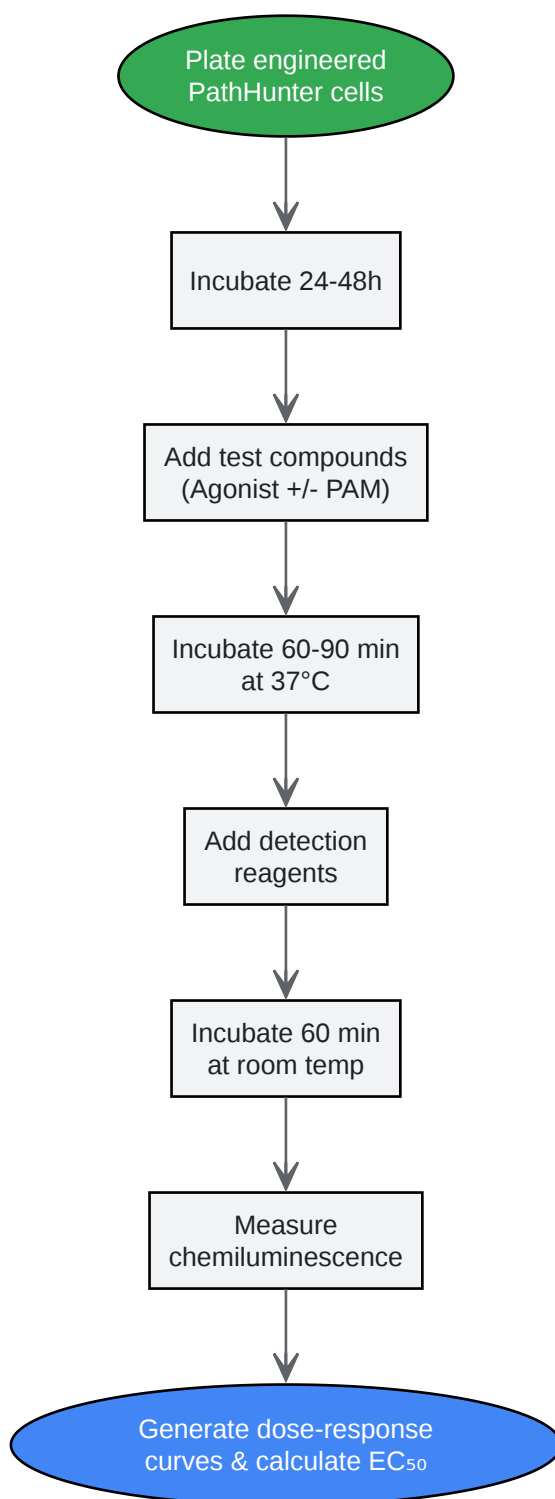 Plate engineered
PathHunter cells
Incubate 24-48h
Add test compounds
(Agonist +/- PAM)
Incubate 60-90 min
at 37°C
Add detection
reagents
Incubate 60 min
at room temp
Measure
chemiluminescence
Generate dose-response
curves & calculate EC₅₀